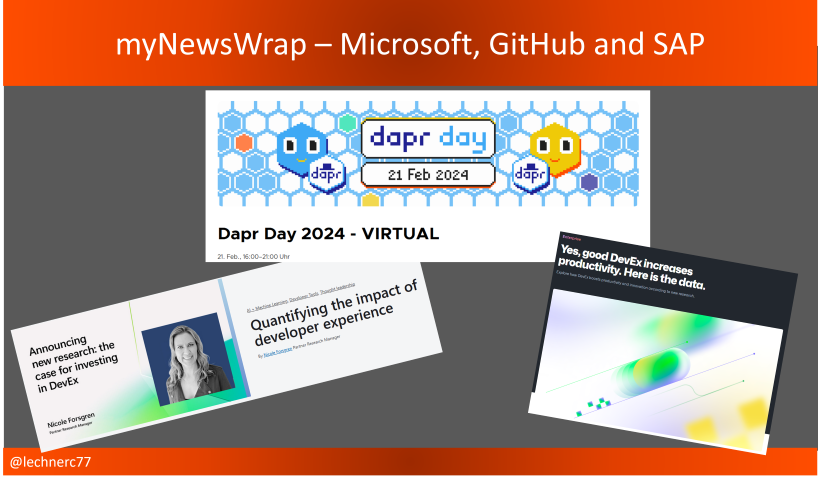 myNewsWrap – Microsoft, GitHub and SAP
dapr day
21 Feb 2024
dapr
dapr
Dapr Day 2024 - VIRTUAL
21. Feb., 16:00–21:00 Uhr
Announcing
new research: the
case for investing
in DevEx
Nicole Forsgren
Partner Research Manager
AI + Machine Learning, Developer Tools, Thought leadership
Quantifying the impact of
developer experience
By Nicole Forsgren Partner Research Manager
Enterprise
Yes, good DevEx increases
productivity. Here is the data.
@lechnerc77